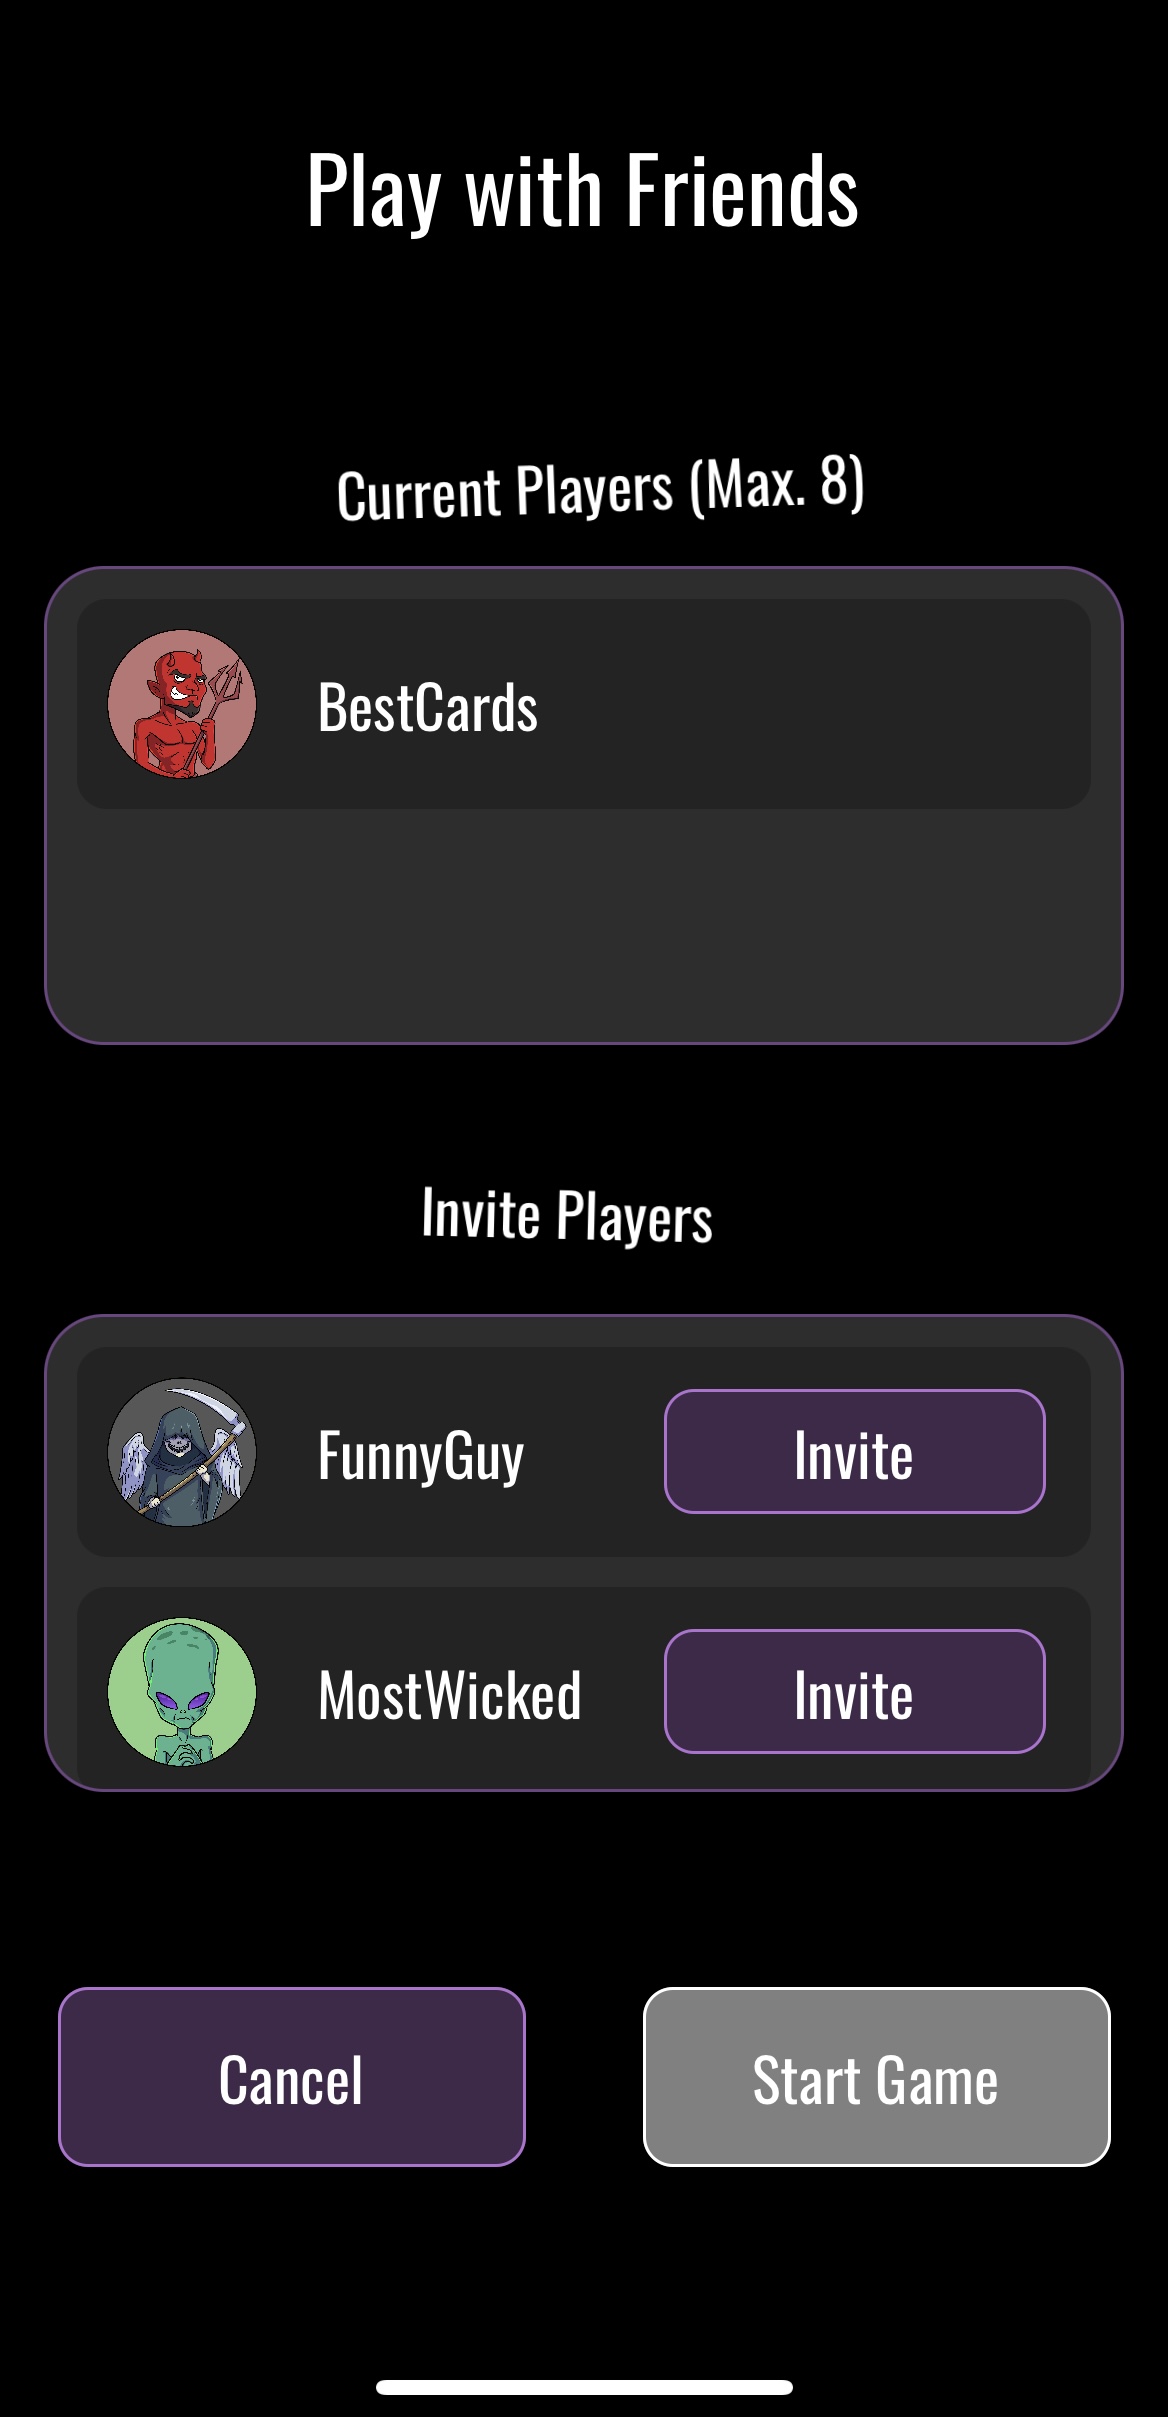 Play with Friends
Current Players (Max. 8)
BestCards
Invite Players
FunnyGuy Invite
MostWicked Invite
Cancel Start Game